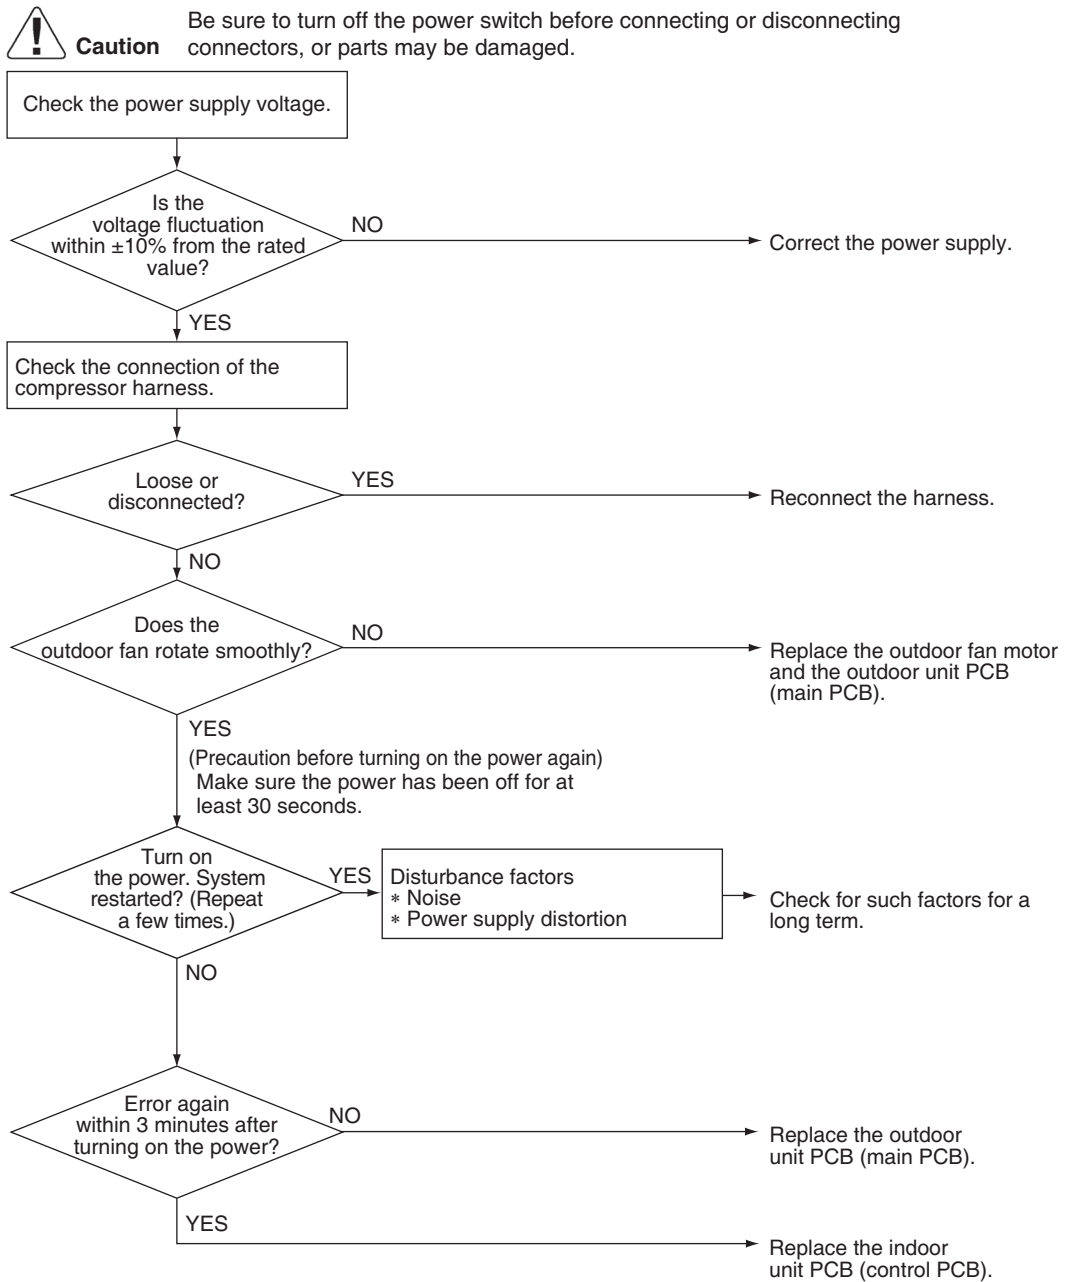 Be sure to turn off the power switch before connecting or disconnecting
Caution
connectors, or parts may be damaged.
Check the power supply voltage.
Is the
voltage fluctuation
within ±10% from the rated
value?
NO
Correct the power supply.
YES
Check the connection of the
compressor harness.
Loose or
disconnected?
YES
Reconnect the harness.
NO
Does the
outdoor fan rotate smoothly?
NO
Replace the outdoor fan motor
and the outdoor unit PCB
(main PCB).
YES
(Precaution before turning on the power again)
Make sure the power has been off for at
least 30 seconds.
Turn on
the power. System
restarted? (Repeat
a few times.)
YES
Disturbance factors
* Noise
* Power supply distortion
Check for such factors for a
long term.
NO
Error again
within 3 minutes after
turning on the power?
NO
Replace the outdoor
unit PCB (main PCB).
YES
Replace the indoor
unit PCB (control PCB).